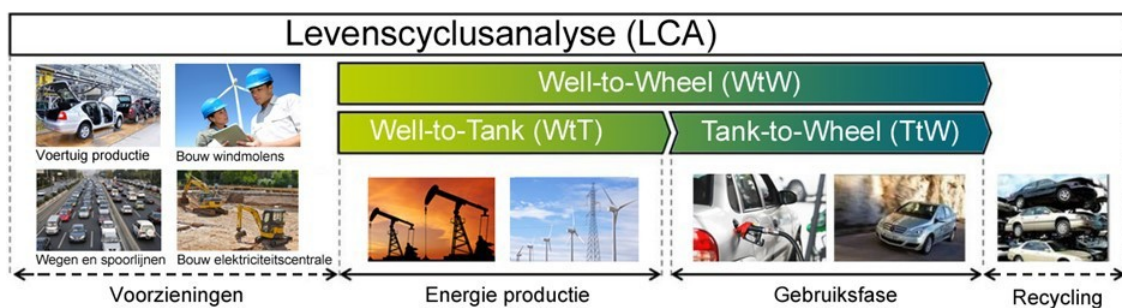 Levenscyclusanalyse (LCA)
Well-to-Wheel (WtW)
Well-to-Tank (WtT)
Tank-to-Wheel (TtW)
Voertuig productie
Bouw windmolens
Wegen en spoorlijnen
Bouw elektriciteitscentrale
Voorzieningen
Energie productie
Gebruiksfase
Recycling